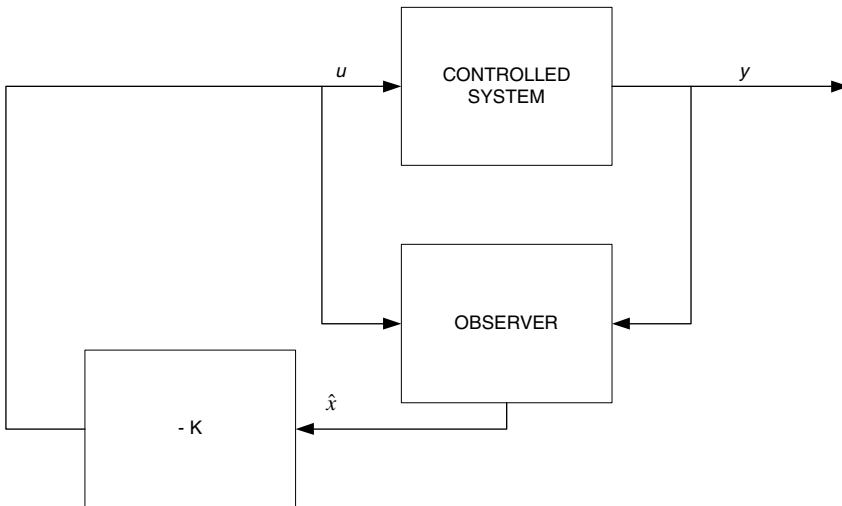 u
CONTROLLED
SYSTEM
y
OBSERVER
x̂
- K